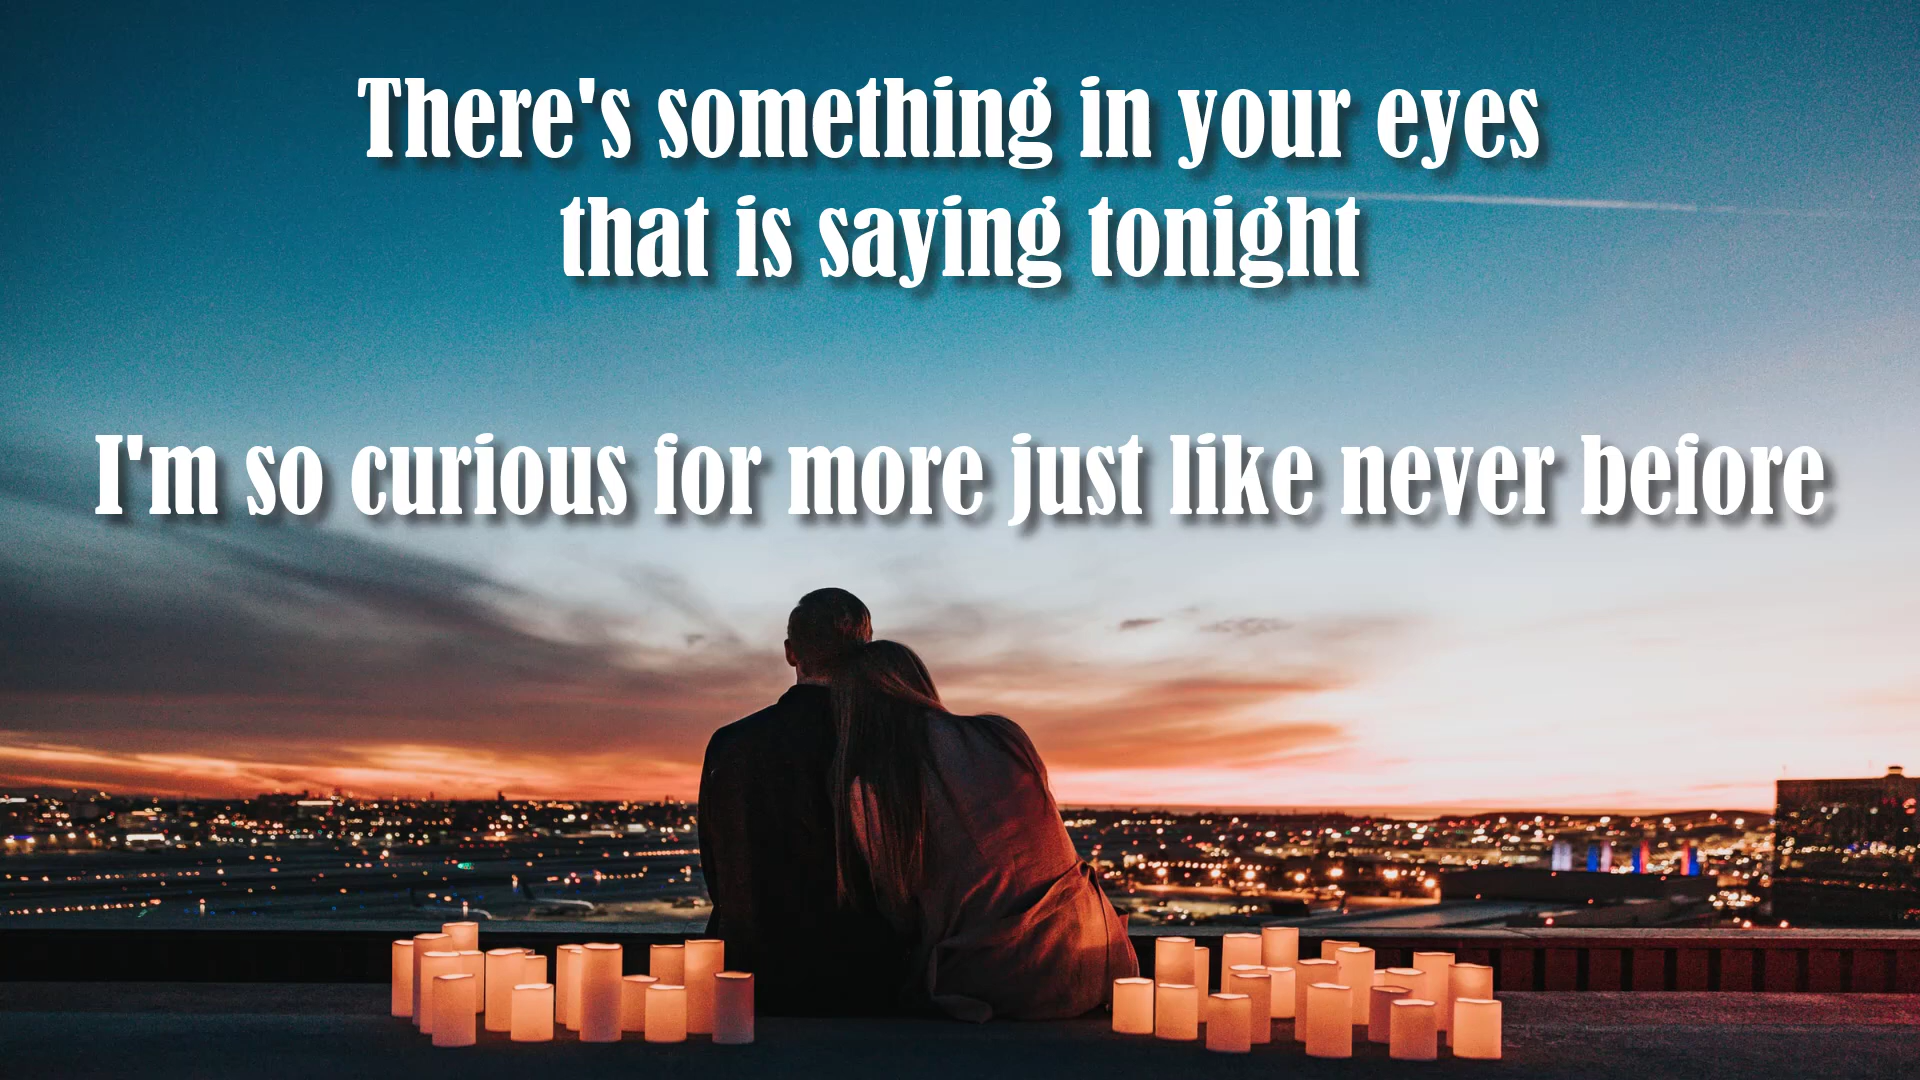 There's something in your eyes
that is saying tonight
I'm so curious for more just like never before